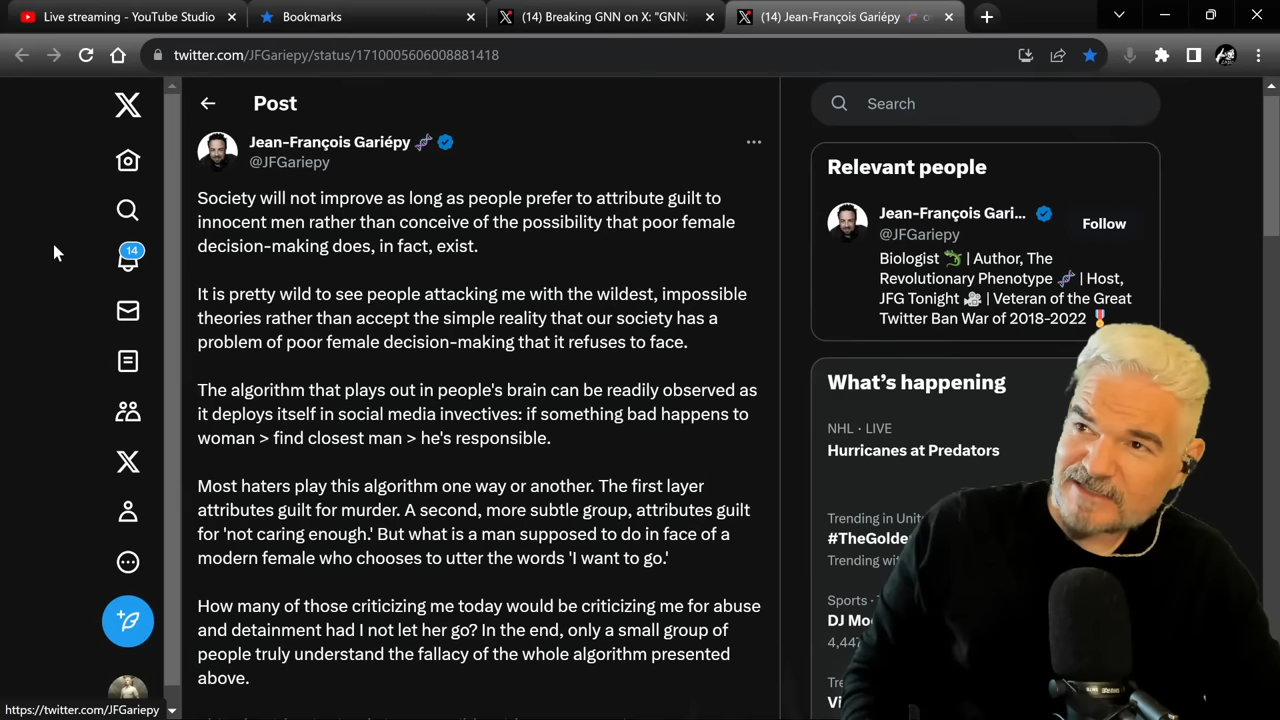 Live streaming - YouTube Studio
Bookmarks
(14) Breaking GNN on X: "GNN:
(14) Jean-François Gariépy
twitter.com/JFGariepy/status/1710005606008881418
Post
Search
Jean-François Gariépy
@JFGariepy
Society will not improve as long as people prefer to attribute guilt to
innocent men rather than conceive of the possibility that poor female
decision-making does, in fact, exist.
It is pretty wild to see people attacking me with the wildest, impossible
theories rather than accept the simple reality that our society has a
problem of poor female decision-making that it refuses to face.
The algorithm that plays out in people's brain can be readily observed as
it deploys itself in social media invectives: if something bad happens to
woman > find closest man > he's responsible.
Most haters play this algorithm one way or another. The first layer
attributes guilt for murder. A second, more subtle group, attributes guilt
for 'not caring enough.' But what is a man supposed to do in face of a
modern female who chooses to utter the words 'I want to go.'
How many of those criticizing me today would be criticizing me for abuse
and detainment had I not let her go? In the end, only a small group of
people truly understand the fallacy of the whole algorithm presented
above.
14
Relevant people
Jean-François Gari...
@JFGariepy
Follow
Biologist | Author, The
Revolutionary Phenotype | Host,
JFG Tonight | Veteran of the Great
Twitter Ban War of 2018-2022
What's happening
NHL · LIVE
Hurricanes at Predators
Trending in Unite
#TheGolde
Trending with
Sports ·
DJ Moo
4,447
Tre
Vi
https://twitter.com/JFGariepy